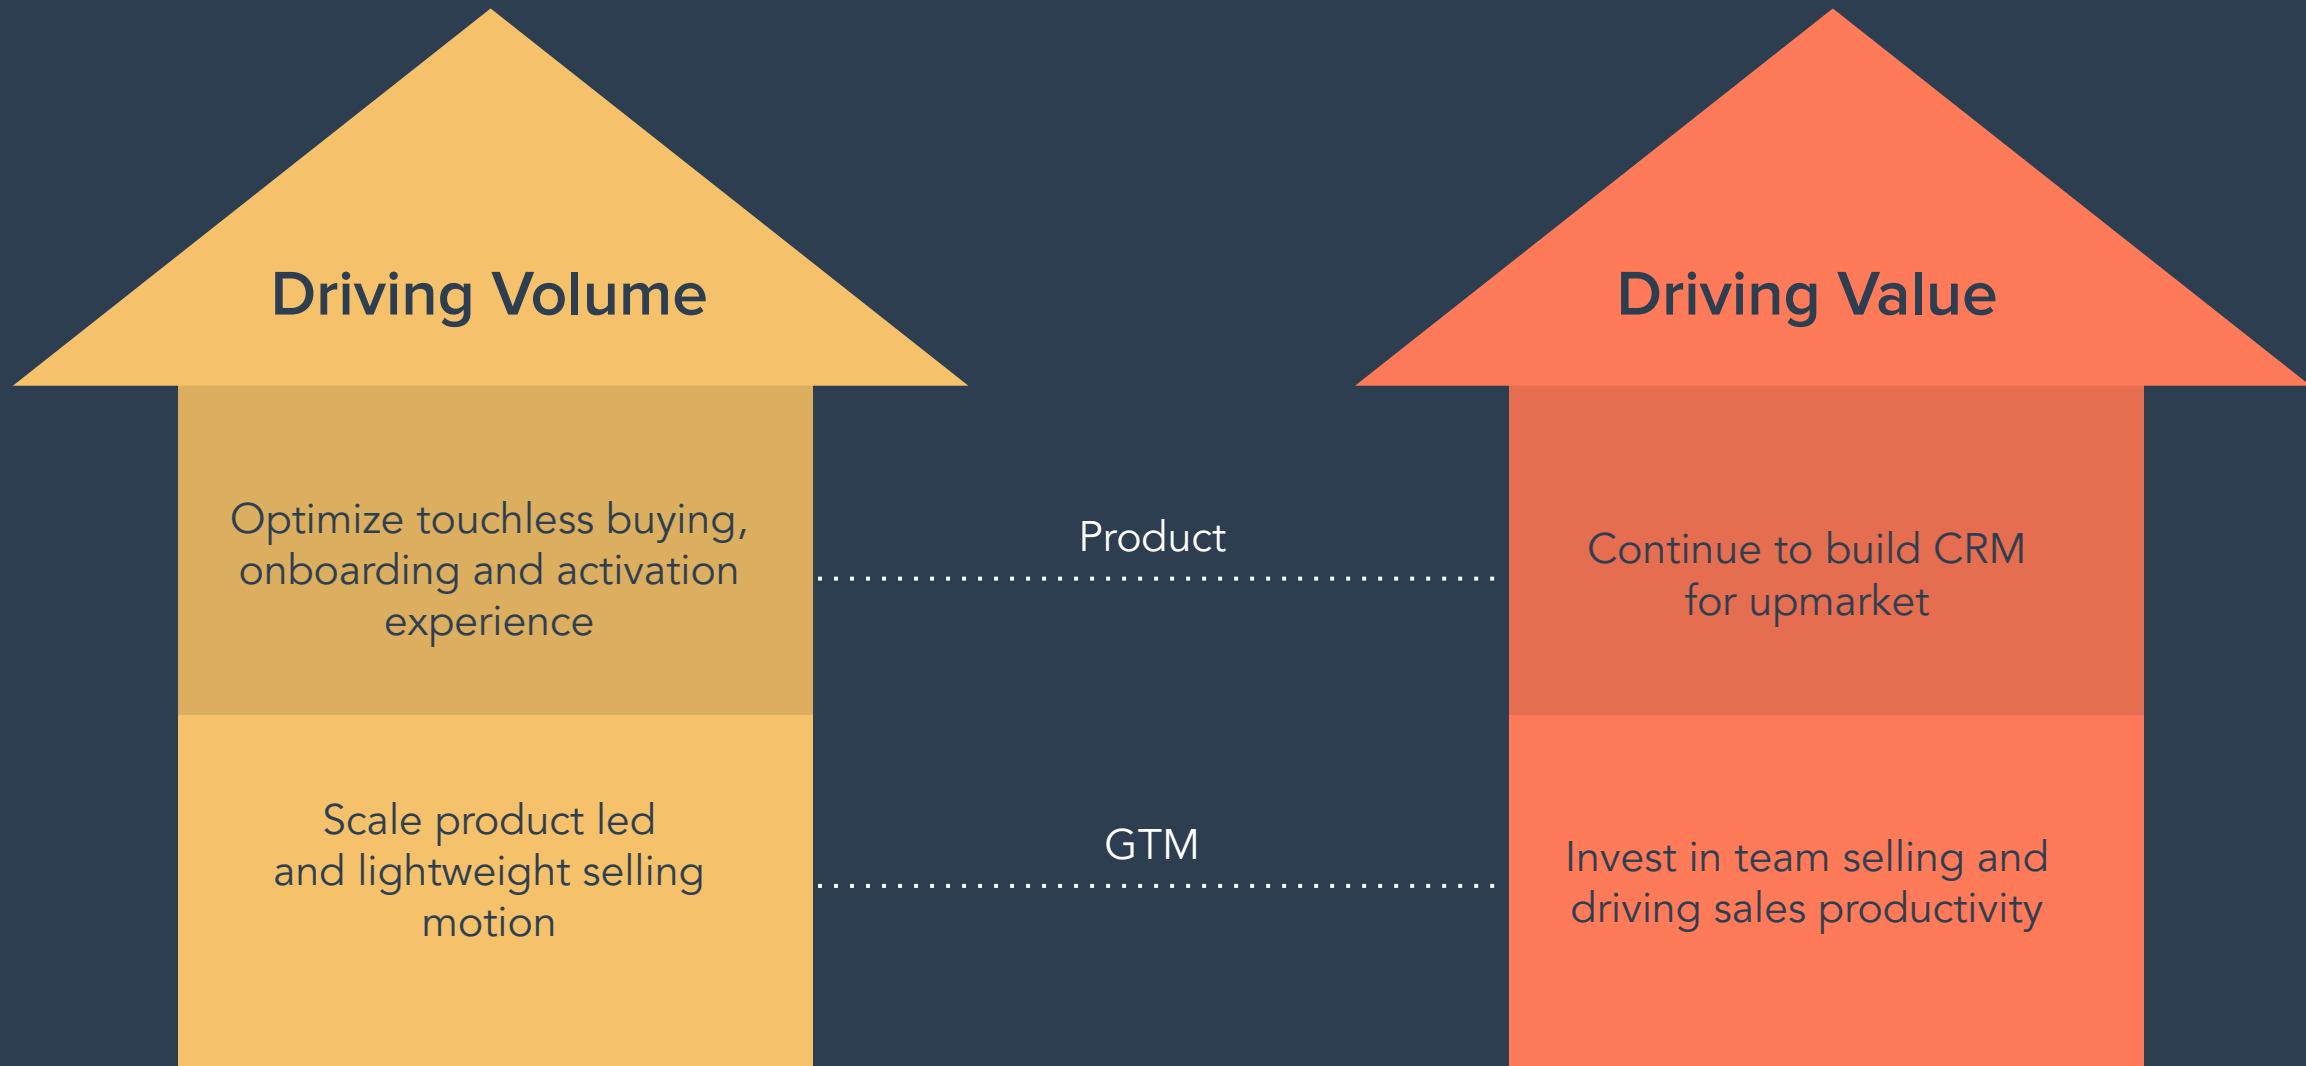 Driving Volume
Driving Value
Optimize touchless buying,
onboarding and activation
experience
Product
Continue to build CRM
for upmarket
Scale product led
and lightweight selling
motion
GTM
Invest in team selling and
driving sales productivity